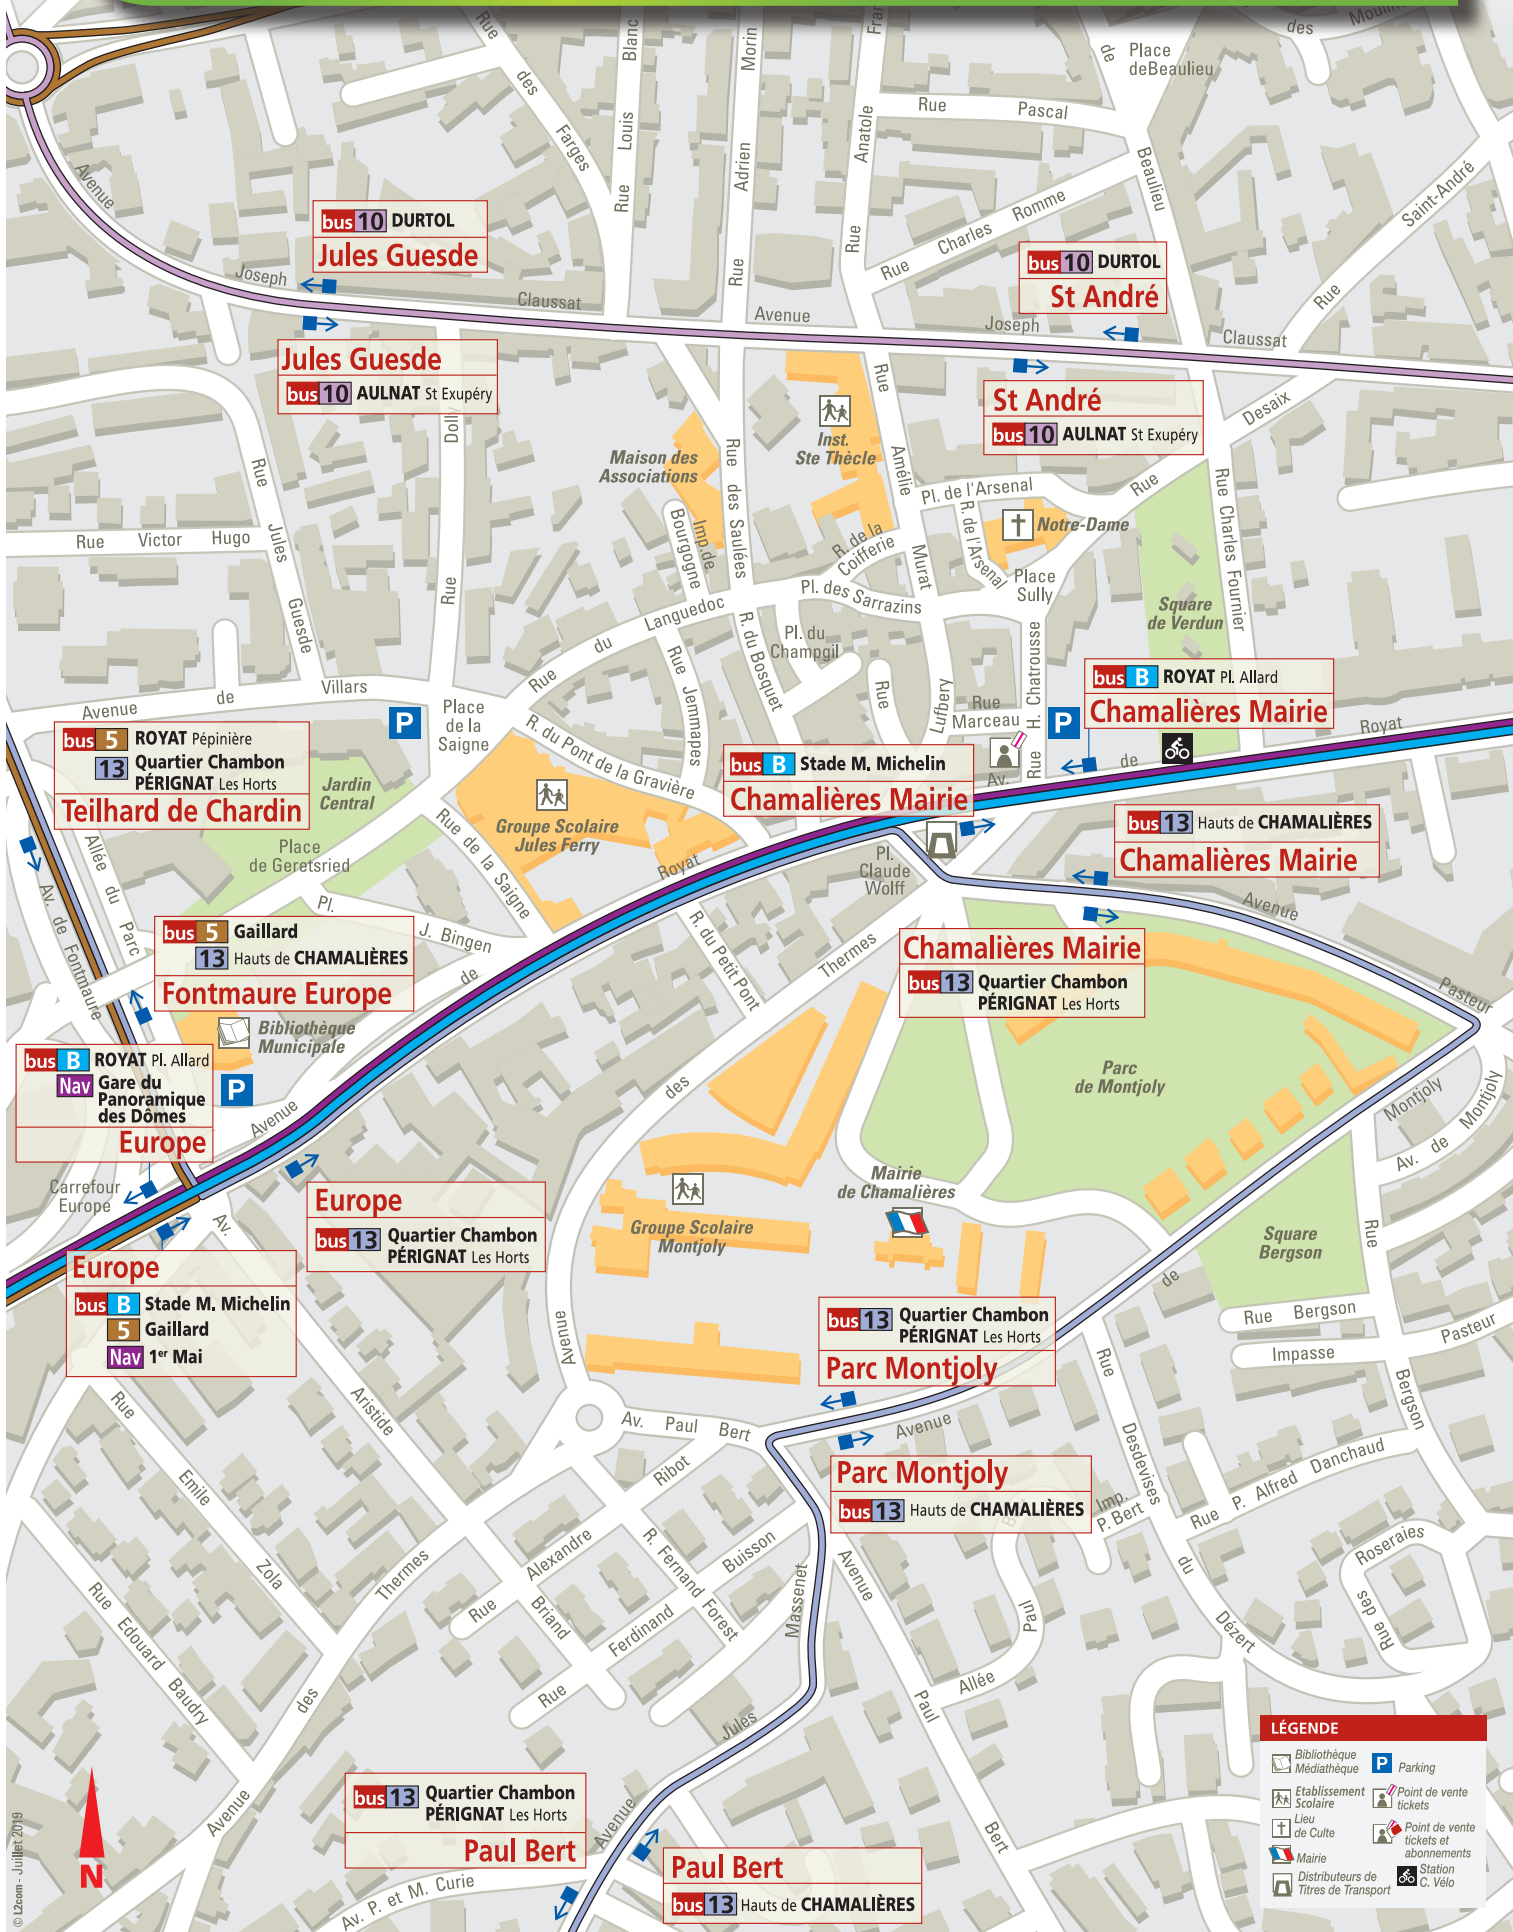 Rue
des
Farges
Rue
Louis
Blanc
Rue
Adrien
Morin
Rue
Anatole
Rue
Pascal
de
Beaulieu
Place
deBeaulieu
des
Rue
Charles
Romme
Rue
Saint-André
Avenue
Joseph
Claussat
Avenue
Joseph
Claussat
bus 10 DURTOL
Jules Guesde
Jules Guesde
bus 10 AULNAT St Exupéry
bus 10 DURTOL
St André
St André
bus 10 AULNAT St Exupéry
Rue
Dolly
Rue
Jules
Guesde
Rue Victor Hugo
Maison des
Associations
Inst.
Ste Thècle
Rue
Amélie
Murat
Rue
des
Saulées
Imp.de
Bourgogne
R. de la
Coifferie
Pl. de l'Arsenal
R. de l'Arsenal
Notre-Dame
Rue
Desaix
Rue Charles Fournier
Place
Sully
Square
de Verdun
Pl. des Sarrazins
Pl. du
Champgil
Rue
du
Languedoc
Rue Jemmapes
R. du Bosquet
Rue
Lufbery
Rue
Marceau
Rue H. Chatrousse
Avenue
de
Villars
Place
de la
Saigne
P
P
R. du Pont de la Gravière
bus B ROYAT Pl. Allard
Chamalières Mairie
Av.
de
Royat
bus 5 ROYAT Pépinière
13 Quartier Chambon
PÉRIGNAT Les Horts
Teilhard de Chardin
Jardin
Central
bus B Stade M. Michelin
Chamalières Mairie
Groupe Scolaire
Jules Ferry
Rue de la Saigne
Place
de Geretsried
Allée
du
Parc
Av.
de
Fontmaure
Pl.
J. Bingen
Royat
de
Avenue
Pl.
Claude
Wolff
bus 13 Hauts de CHAMALIÈRES
Chamalières Mairie
Avenue
Pasteur
bus 5 Gaillard
13 Hauts de CHAMALIÈRES
Fontmaure Europe
R. du Petit Pont
Thermes
des
Avenue
Chamalières Mairie
bus 13 Quartier Chambon
PÉRIGNAT Les Horts
Bibliothèque
Municipale
P
bus B ROYAT Pl. Allard
Nav Gare du
Panoramique
des Dômes
Europe
Carrefour
Europe
Parc
de Montjoly
Montjoly
Av. de Montjoly
Europe
bus 13 Quartier Chambon
PÉRIGNAT Les Horts
Mairie
de Chamalières
Groupe Scolaire
Montjoly
Square
Bergson
de
Rue
Bergson
Europe
bus B Stade M. Michelin
5 Gaillard
Nav 1er Mai
Av.
Aristide
Briand
bus 13 Quartier Chambon
PÉRIGNAT Les Horts
Parc Montjoly
Rue Bergson
Impasse
Pasteur
Avenue
Av. Paul Bert
Parc Montjoly
bus 13 Hauts de CHAMALIÈRES
Rue
Desdevises
du
Dézert
Rue P. Alfred Danchaud
Imp.
P. Bert
Rue
Emile
Zola
Rue
Edouard
Baudry
Avenue
des
Thermes
Rue
Alexandre
Ribot
R. Fernand Forest
Rue
Ferdinand
Buisson
Avenue
Jules
Massenet
Avenue
Paul
Bert
Allée
Paul
Rue des
Roseraies
bus 13 Quartier Chambon
PÉRIGNAT Les Horts
Paul Bert
Paul Bert
bus 13 Hauts de CHAMALIÈRES
Av. P. et M. Curie
N
© L2com - Juillet 2019
LÉGENDE
Bibliothèque
Médiathèque
P Parking
Etablissement
Scolaire
Point de vente
tickets
Lieu
de Culte
Point de vente
tickets et
abonnements
Mairie
Distributeurs de
Titres de Transport
Station
C. Vélo